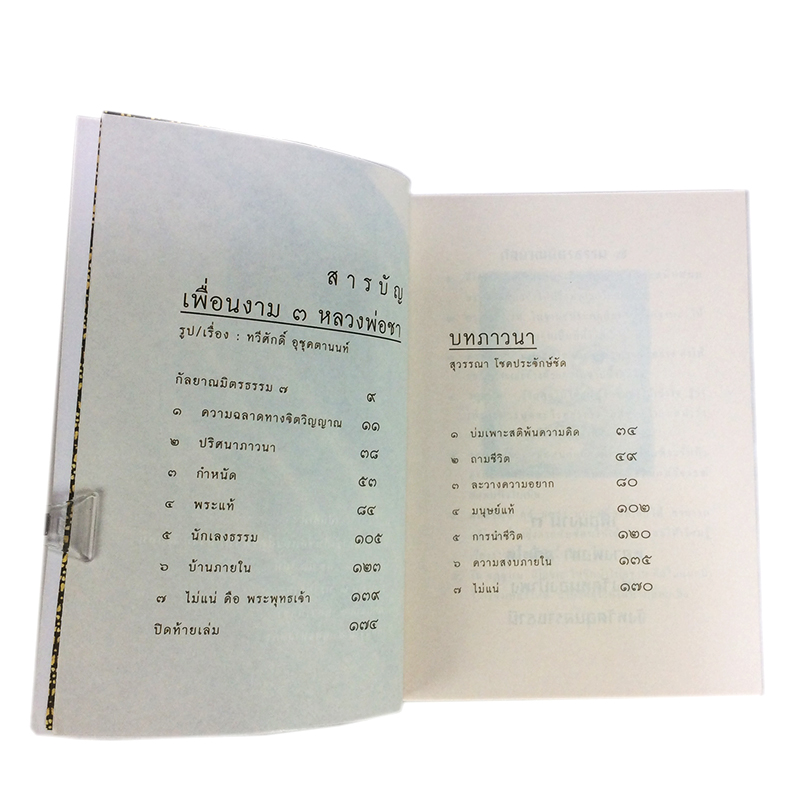 สารบัญ
เพื่อนงาม ๓ หลวงพ่อชา
รูป/เรื่อง : ทวีศักดิ์ อุชุคตานนท์
กัลยาณมิตรธรรม ๗ ๙
๑ ความฉลาดทางจิตวิญญาณ ๑๑
๒ ปริศนาภาวนา ๓๘
๓ กำหนัด ๕๓
๔ พระแท้ ๘๔
๕ นักเลงธรรม ๑๐๕
๖ บ้านภายใน ๑๒๓
๗ ไม่แน่ คือ พระพุทธเจ้า ๑๓๙
ปิดท้ายเล่ม ๑๗๔
บทภาวนา
สุวรรณา โชคประจักษ์ชัด
๑ บ่มเพาะสติพ้นความคิด ๓๔
๒ ถามชีวิต ๔๙
๓ ละวางความอยาก ๘๐
๔ มนุษย์แท้ ๑๐๒
๕ การนำชีวิต ๑๒๐
๖ ความสงบภายใน ๑๓๕
๗ ไม่แน่ ๑๗๐